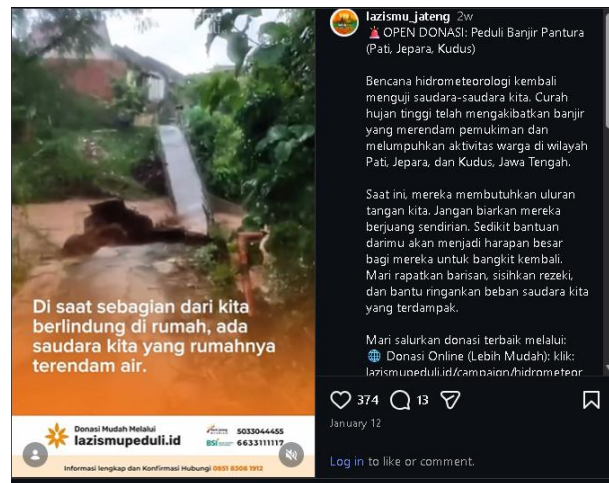 Di saat sebagian dari kita
berlindung di rumah, ada
saudara kita yang rumahnya
terendam air.
Donasi Mudah Melalui
lazismupeduli.id
5033044455
BSI
6633111117
Informasi lengkap dan Konfirmasi Hubungi 0851 8308 1912
lazismu_jateng 2w
🚨OPEN DONASI: Peduli Banjir Pantura
(Pati, Jepara, Kudus)
Bencana hidrometeorologi kembali
menguji saudara-saudara kita. Curah
hujan tinggi telah mengakibatkan banjir
yang merendam pemukiman dan
melumpuhkan aktivitas warga di wilayah
Pati, Jepara, dan Kudus, Jawa Tengah.
Saat ini, mereka membutuhkan uluran
tangan kita. Jangan biarkan mereka
berjuang sendirian. Sedikit bantuan
darimu akan menjadi harapan besar
bagi mereka untuk bangkit kembali.
Mari rapatkan barisan, sisihkan rezeki,
dan bantu ringankan beban saudara kita
yang terdampak.
Mari salurkan donasi terbaik melalui:
🌐 Donasi Online (Lebih Mudah): klik:
lazismupeduli.id/campaign/hidrometeor
374 13
January 12
Log in to like or comment.